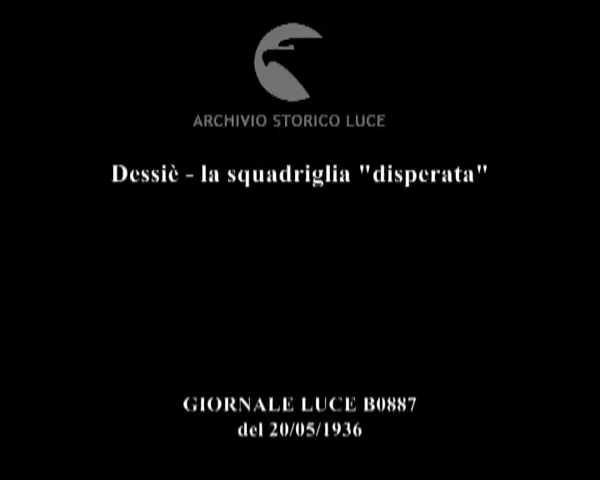 ARCHIVIO STORICO LUCE
Dessiè - la squadriglia "disperata"
GIORNALE LUCE B0887
del 20/05/1936